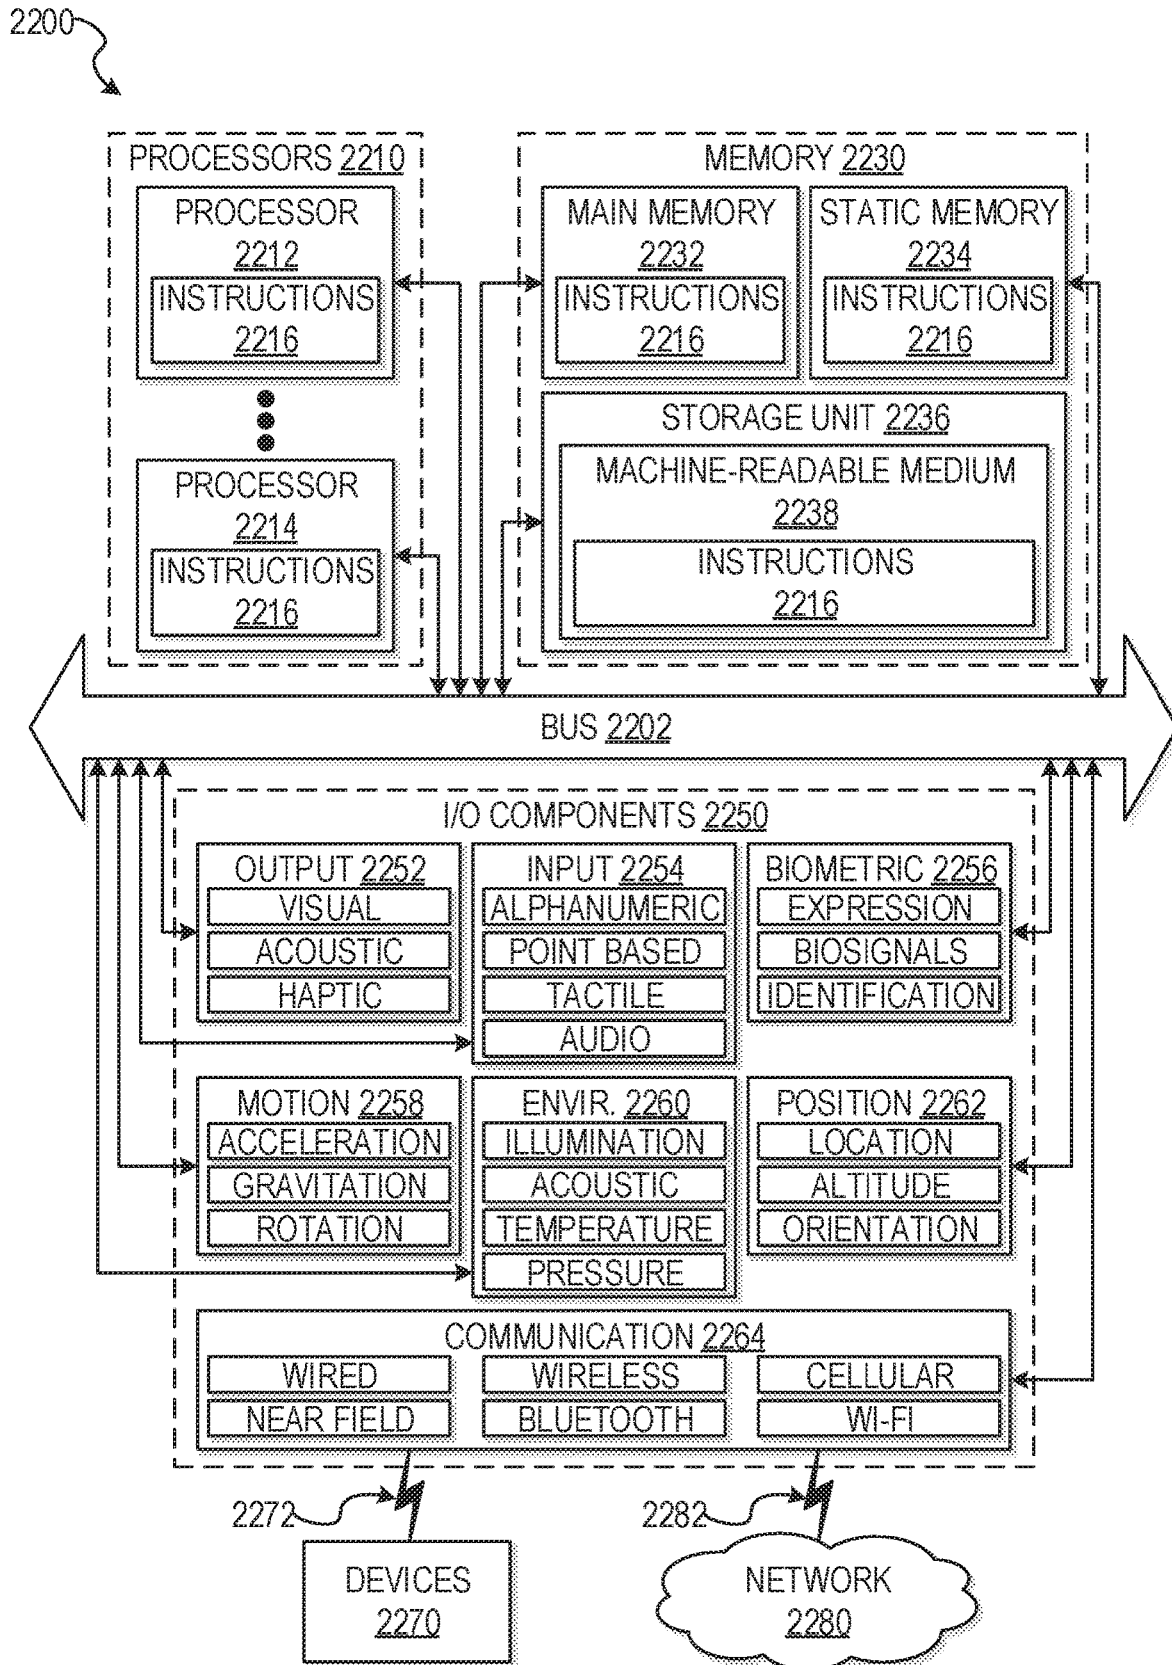 2200
PROCESSORS 2210
PROCESSOR
2212
INSTRUCTIONS
2216
PROCESSOR
2214
INSTRUCTIONS
2216
MEMORY 2230
MAIN MEMORY
2232
INSTRUCTIONS
2216
STATIC MEMORY
2234
INSTRUCTIONS
2216
STORAGE UNIT 2236
MACHINE-READABLE MEDIUM
2238
INSTRUCTIONS
2216
BUS 2202
I/O COMPONENTS 2250
OUTPUT 2252
VISUAL
ACOUSTIC
HAPTIC
INPUT 2254
ALPHANUMERIC
POINT BASED
TACTILE
AUDIO
BIOMETRIC 2256
EXPRESSION
BIOSIGNALS
IDENTIFICATION
MOTION 2258
ACCELERATION
GRAVITATION
ROTATION
ENVIR. 2260
ILLUMINATION
ACOUSTIC
TEMPERATURE
PRESSURE
POSITION 2262
LOCATION
ALTITUDE
ORIENTATION
COMMUNICATION 2264
WIRED
WIRELESS
CELLULAR
NEAR FIELD
BLUETOOTH
WI-FI
2272
2282
DEVICES
2270
NETWORK
2280